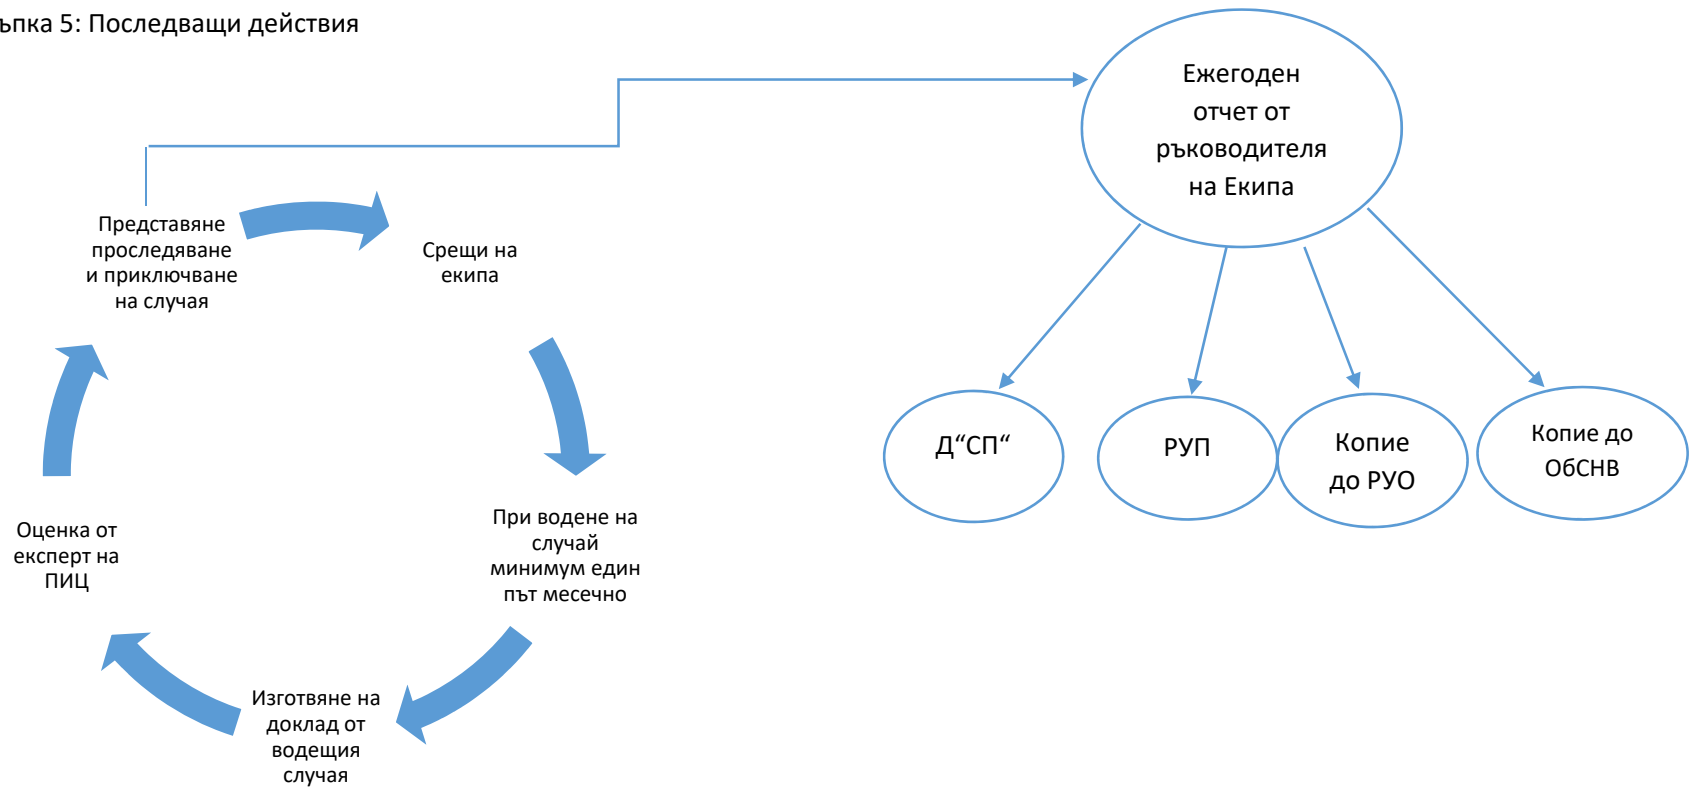 ъпка 5: Последващи действия
Ежегоден
отчет от
ръководителя
на Екипа
Представяне
проследяване
и приключване
на случая
Срещи на
екипа
При водене на
случай
минимум един
път месечно
Изготвяне на
доклад от
водещия
случая
Оценка от
експерт на
ПИЦ
Д“СП“
РУП
Копие
до РУО
Копие до
ОбСНВ